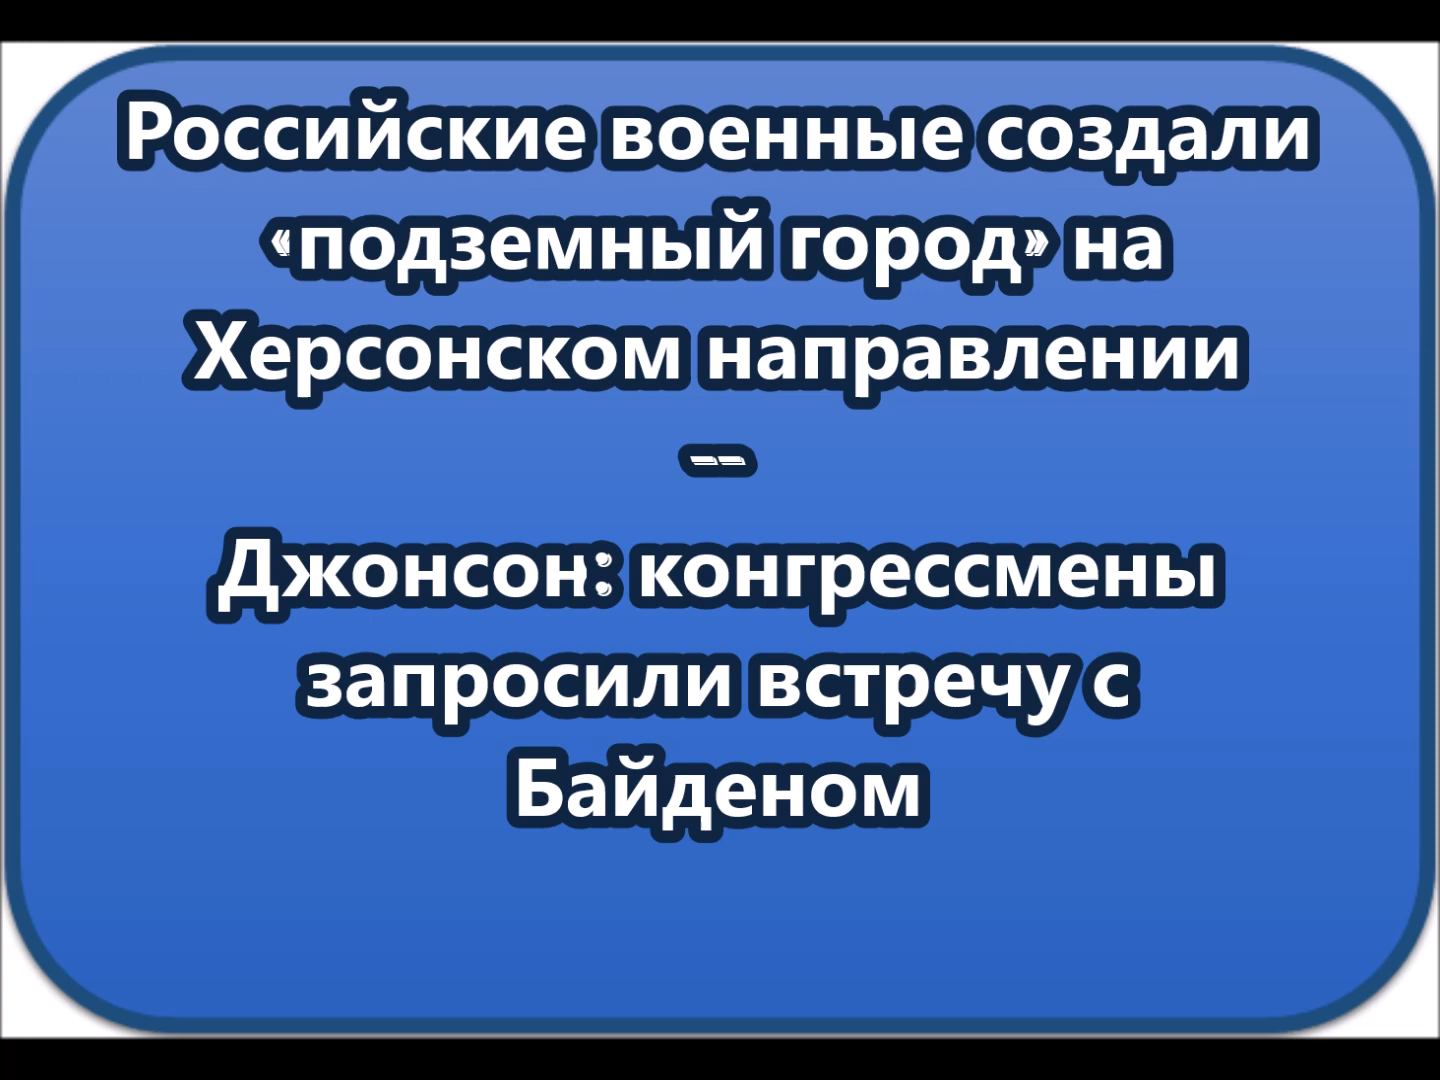 Российские военные создали
«подземный город» на
Херсонском направлении
--
Джонсон: конгрессмены
запросили встречу с
Байденом